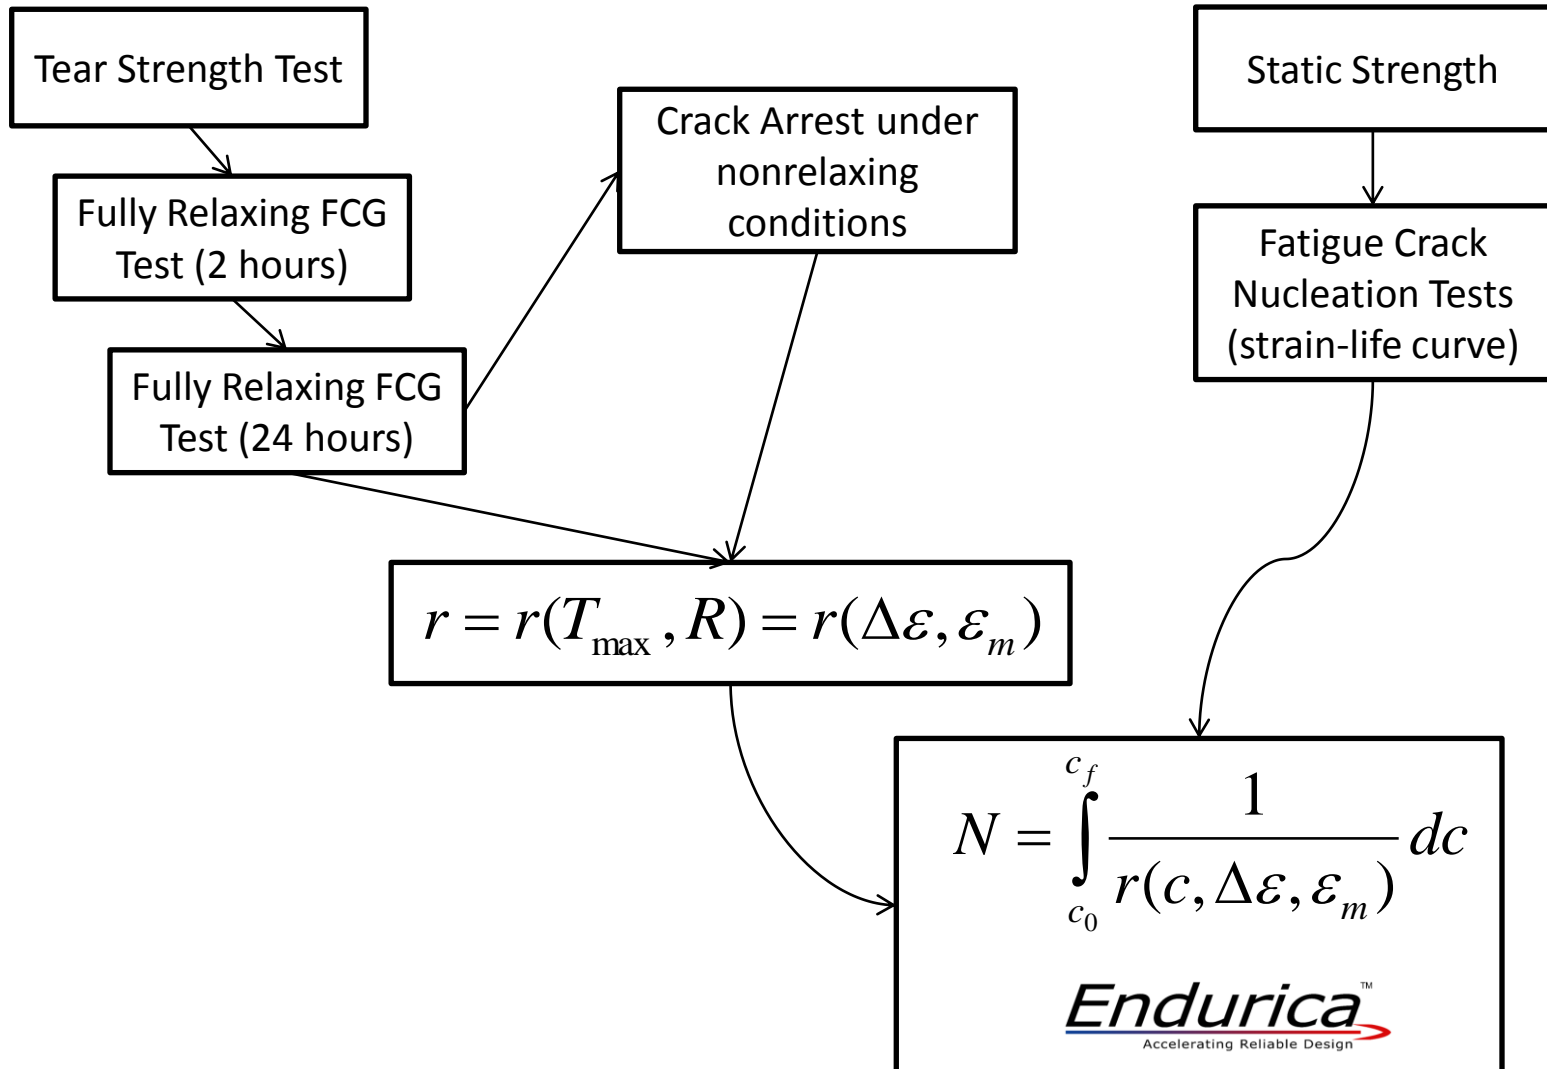 Tear Strength Test
Fully Relaxing FCG
Test (2 hours)
Fully Relaxing FCG
Test (24 hours)
Crack Arrest under
nonrelaxing
conditions
Static Strength
Fatigue Crack
Nucleation Tests
(strain-life curve)
r = r(T_max, R) = r(Δε, ε_m)
N = ∫_{c_0}^{c_f} 1 / r(c, Δε, ε_m) dc
Endurica™
Accelerating Reliable Design